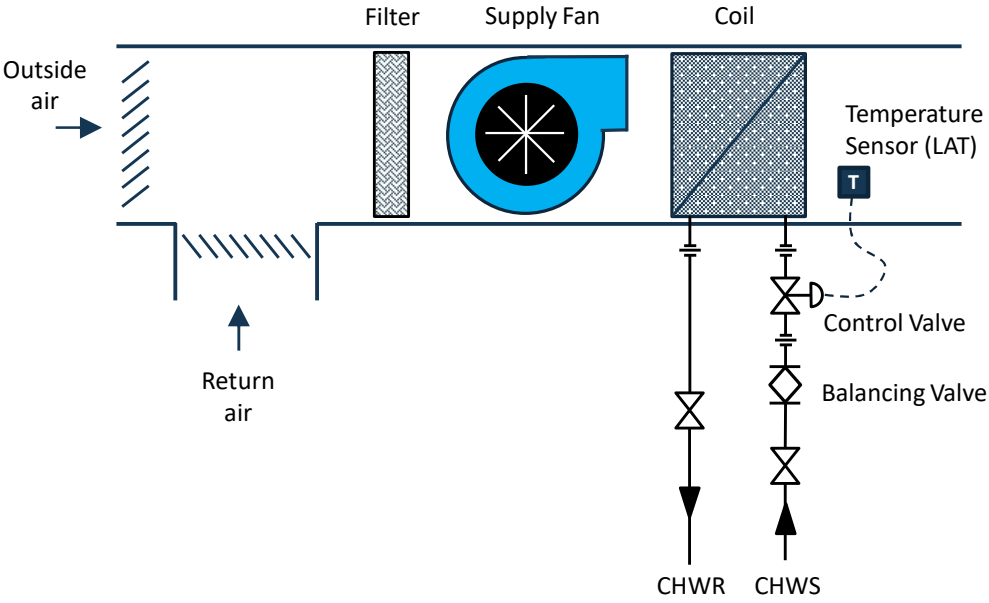 Filter
Supply Fan
Coil
Outside
air
Temperature
Sensor (LAT)
T
Control Valve
Return
air
Balancing Valve
CHWR
CHWS